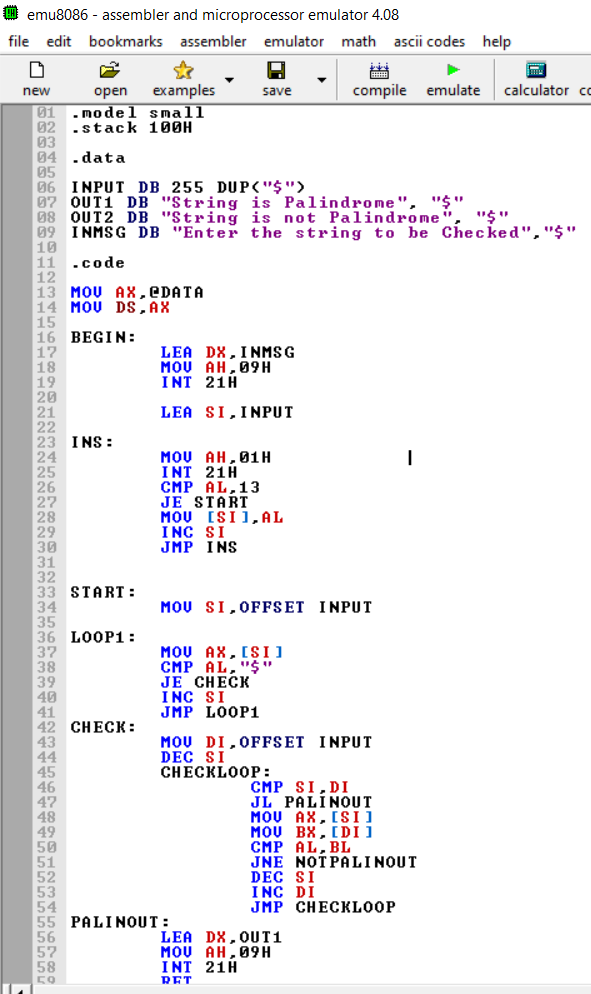 emu8086 - assembler and microprocessor emulator 4.08
file edit bookmarks assembler emulator math ascii codes help
new open examples save compile emulate calculator
01 .model small
02 .stack 100H
03
04 .data
05
06 INPUT DB 255 DUP("$")
07 OUT1 DB "String is Palindrome", "$"
08 OUT2 DB "String is not Palindrome", "$"
09 INMSG DB "Enter the string to be Checked","$"
10
11 .code
12
13 MOV AX,@DATA
14 MOV DS,AX
15
16 BEGIN:
17 LEA DX,INMSG
18 MOV AH,09H
19 INT 21H
20
21 LEA SI,INPUT
22
23 INS:
24 MOV AH,01H
25 INT 21H
26 CMP AL,13
27 JE START
28 MOV [SI],AL
29 INC SI
30 JMP INS
31
32
33 START:
34 MOV SI,OFFSET INPUT
35
36 LOOP1:
37 MOV AX,[SI]
38 CMP AL,"$"
39 JE CHECK
40 INC SI
41 JMP LOOP1
42 CHECK:
43 MOV DI,OFFSET INPUT
44 DEC SI
45 CHECKLOOP:
46 CMP SI,DI
47 JL PALINOUT
48 MOV AX,[SI]
49 MOV BX,[DI]
50 CMP AL,BL
51 JNE NOTPALINOUT
52 DEC SI
53 INC DI
54 JMP CHECKLOOP
55 PALINOUT:
56 LEA DX,OUT1
57 MOV AH,09H
58 INT 21H
59 RET